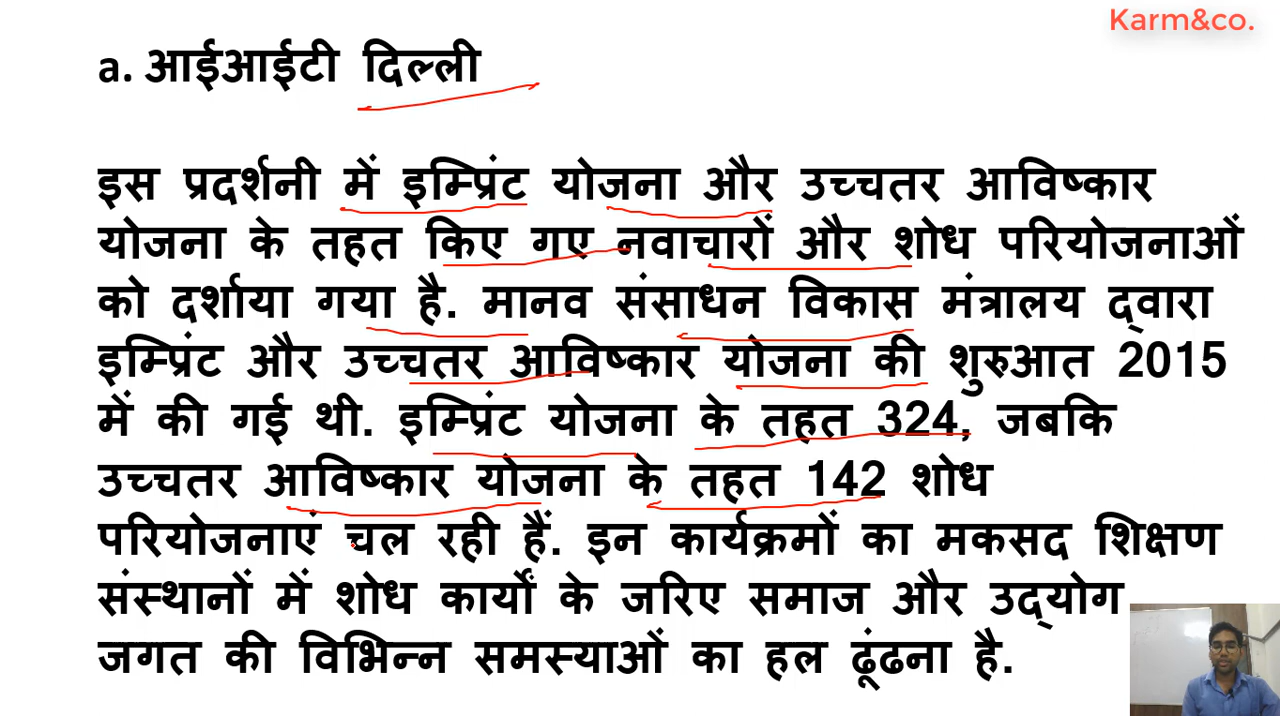 Karm&co.
a. आईआईटी दिल्ली
इस प्रदर्शनी में इम्प्रिंट योजना और उच्चतर आविष्कार
योजना के तहत किए गए नवाचारों और शोध परियोजनाओं
को दर्शाया गया है. मानव संसाधन विकास मंत्रालय द्वारा
इम्प्रिंट और उच्चतर आविष्कार योजना की शुरुआत 2015
में की गई थी. इम्प्रिंट योजना के तहत 324, जबकि
उच्चतर आविष्कार योजना के तहत 142 शोध
परियोजनाएं चल रही हैं. इन कार्यक्रमों का मकसद शिक्षण
संस्थानों में शोध कार्यों के जरिए समाज और उद्योग
जगत की विभिन्न समस्याओं का हल ढूंढना है.